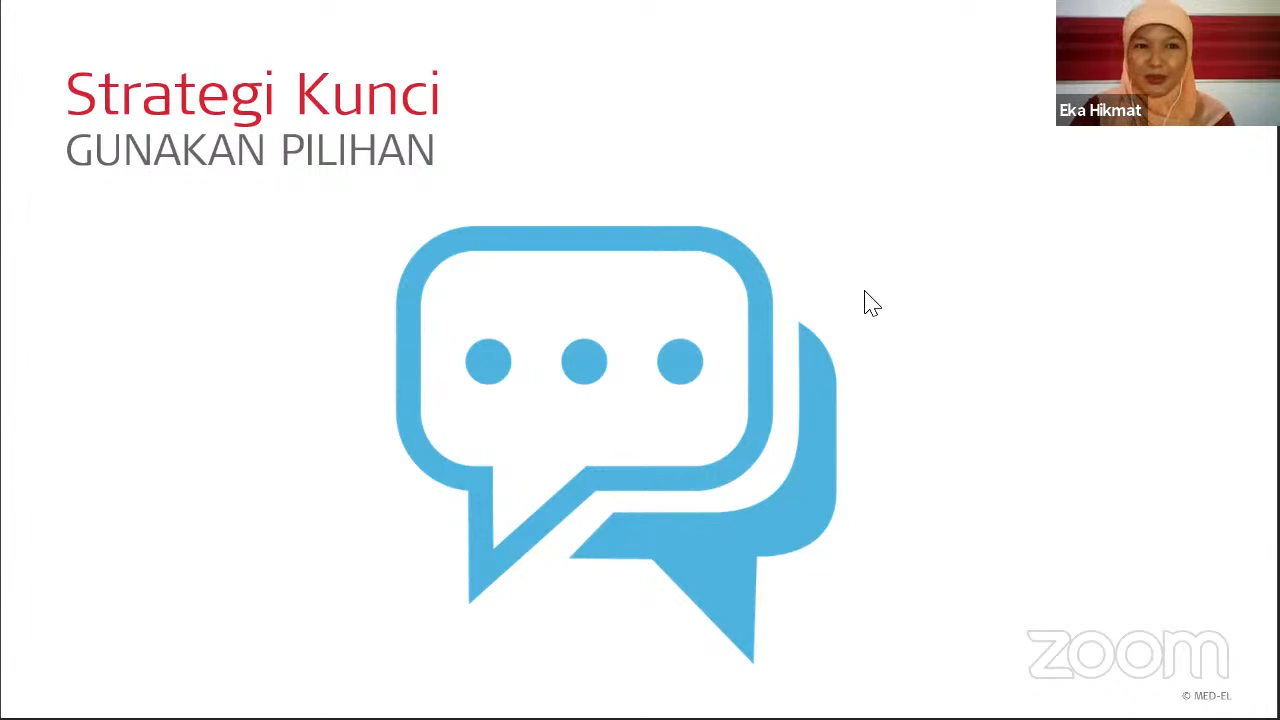 Strategi Kunci
GUNAKAN PILIHAN
Eka Hikmat
zoom
© MED-EL